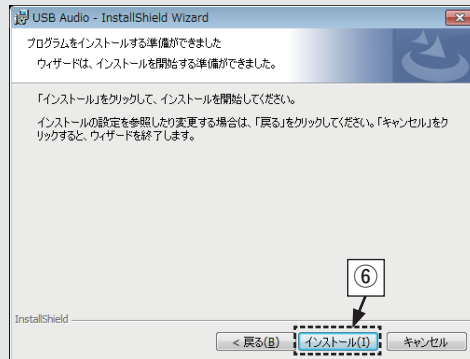 USB Audio - InstallShield Wizard
プログラムをインストールする準備ができました
ウィザードは、インストールを開始する準備ができました。
「インストール」をクリックして、インストールを開始してください。
インストールの設定を参照したり変更する場合は、「戻る」をクリックしてください。「キャンセル」をク
リックすると、ウィザードを終了します。
⑥
InstallShield
< 戻る(B) インストール(I) キャンセル